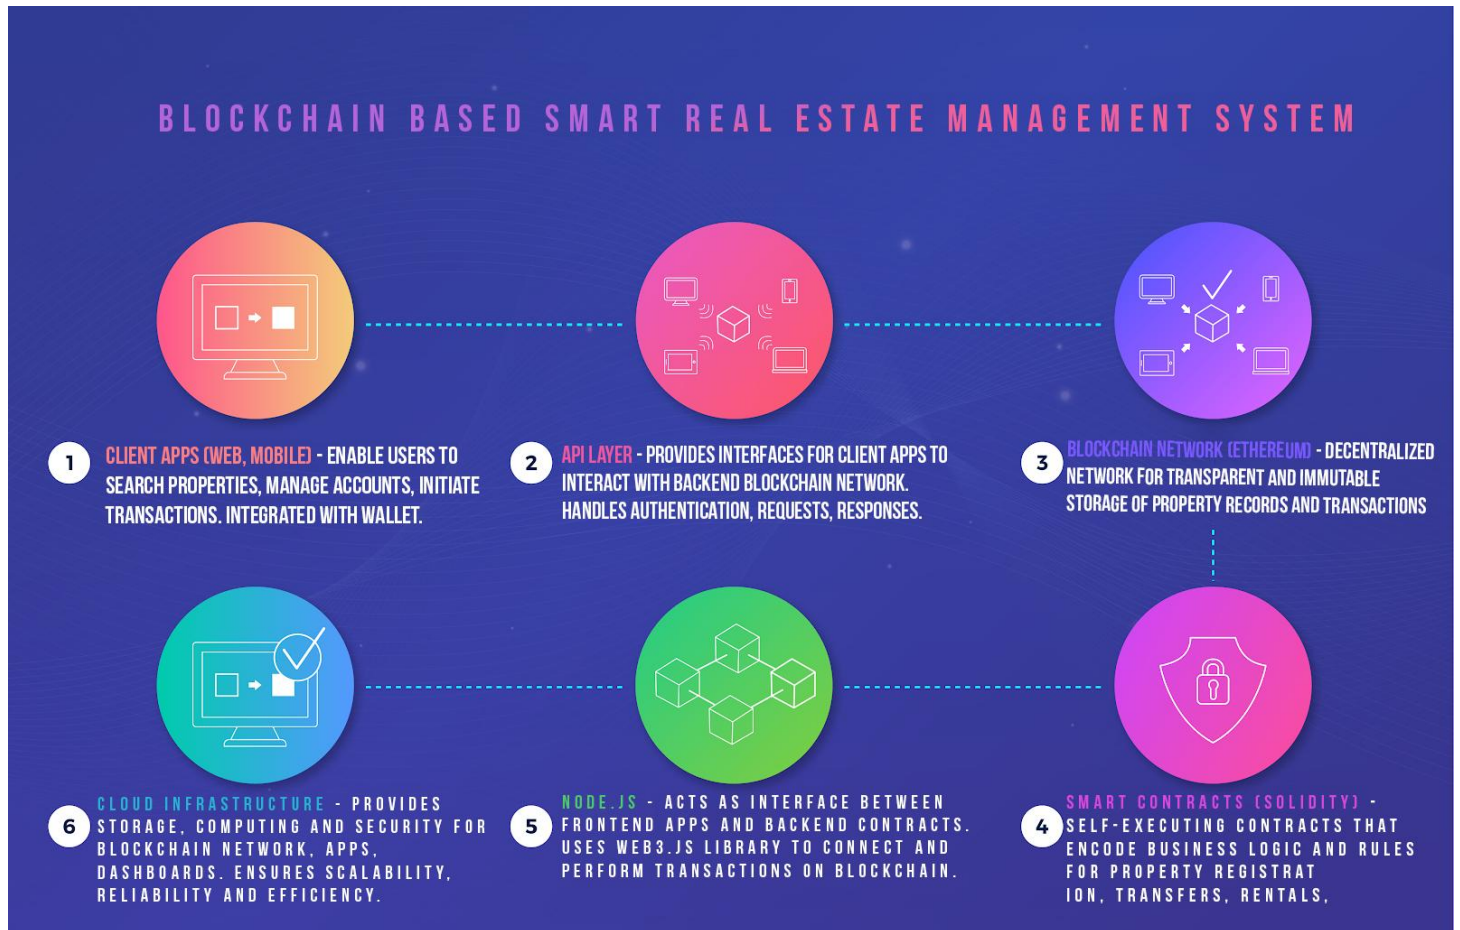 BLOCKCHAIN BASED SMART REAL ESTATE MANAGEMENT SYSTEM
1
CLIENT APPS (WEB, MOBILE) - ENABLE USERS TO
SEARCH PROPERTIES, MANAGE ACCOUNTS, INITIATE
TRANSACTIONS. INTEGRATED WITH WALLET.
2
API LAYER - PROVIDES INTERFACES FOR CLIENT APPS TO
INTERACT WITH BACKEND BLOCKCHAIN NETWORK.
HANDLES AUTHENTICATION, REQUESTS, RESPONSES.
3
BLOCKCHAIN NETWORK (ETHEREUM) - DECENTRALIZED
NETWORK FOR TRANSPARENT AND IMMUTABLE
STORAGE OF PROPERTY RECORDS AND TRANSACTIONS
4
SMART CONTRACTS (SOLIDITY) -
SELF-EXECUTING CONTRACTS THAT
ENCODE BUSINESS LOGIC AND RULES
FOR PROPERTY REGISTRAT
ION, TRANSFERS, RENTALS,
5
NODE.JS - ACTS AS INTERFACE BETWEEN
FRONTEND APPS AND BACKEND CONTRACTS.
USES WEB3.JS LIBRARY TO CONNECT AND
PERFORM TRANSACTIONS ON BLOCKCHAIN.
6
CLOUD INFRASTRUCTURE - PROVIDES
STORAGE, COMPUTING AND SECURITY FOR
BLOCKCHAIN NETWORK, APPS,
DASHBOARDS. ENSURES SCALABILITY,
RELIABILITY AND EFFICIENCY.